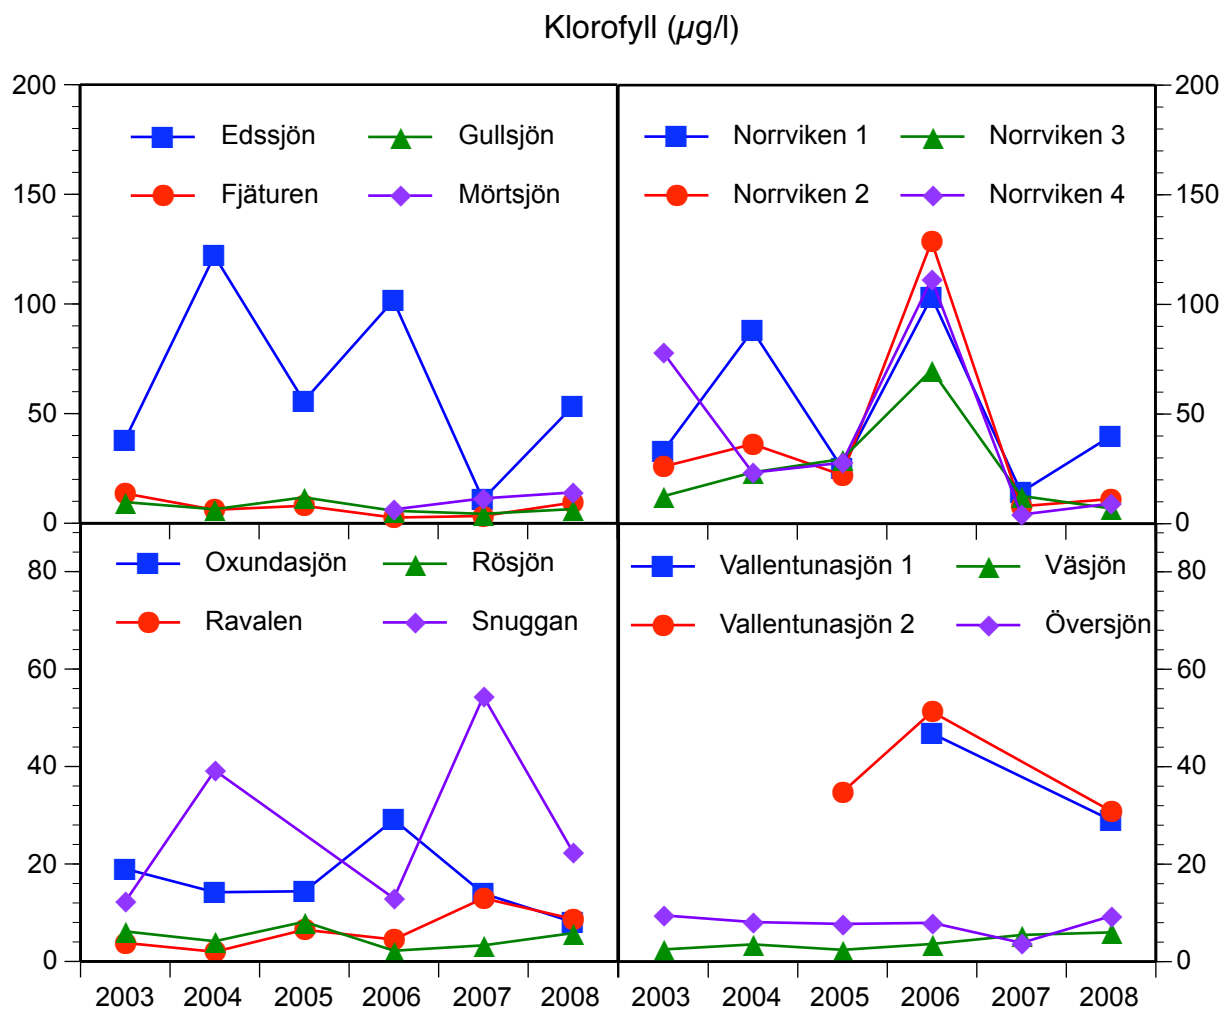 Klorofyll (µg/l)
200 200
Edssjön Gullsjön Norrviken 1 Norrviken 3
Fjäturen Mörtsjön Norrviken 2 Norrviken 4
150 150
100 100
50 50
0 0
Oxundasjön Rösjön Vallentunasjön 1 Väsjön
80 80
Ravalen Snuggan Vallentunasjön 2 Översjön
60 60
40 40
20 20
0 0
2003 2004 2005 2006 2007 2008 2003 2004 2005 2006 2007 2008